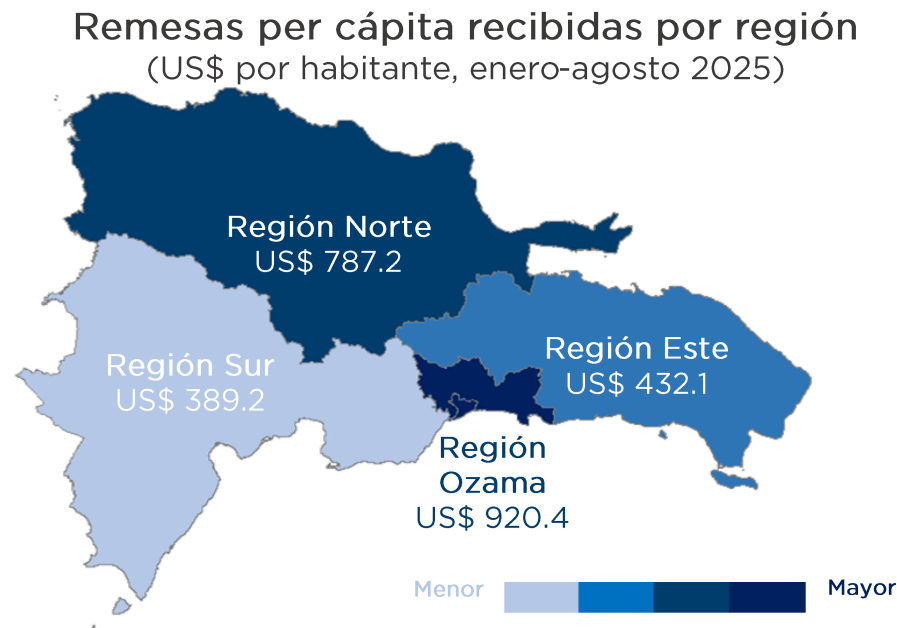 Remesas per cápita recibidas por región
(US$ por habitante, enero-agosto 2025)
Región Norte
US$ 787.2
Región Sur
US$ 389.2
Región Este
US$ 432.1
Región
Ozama
US$ 920.4
Menor
Mayor